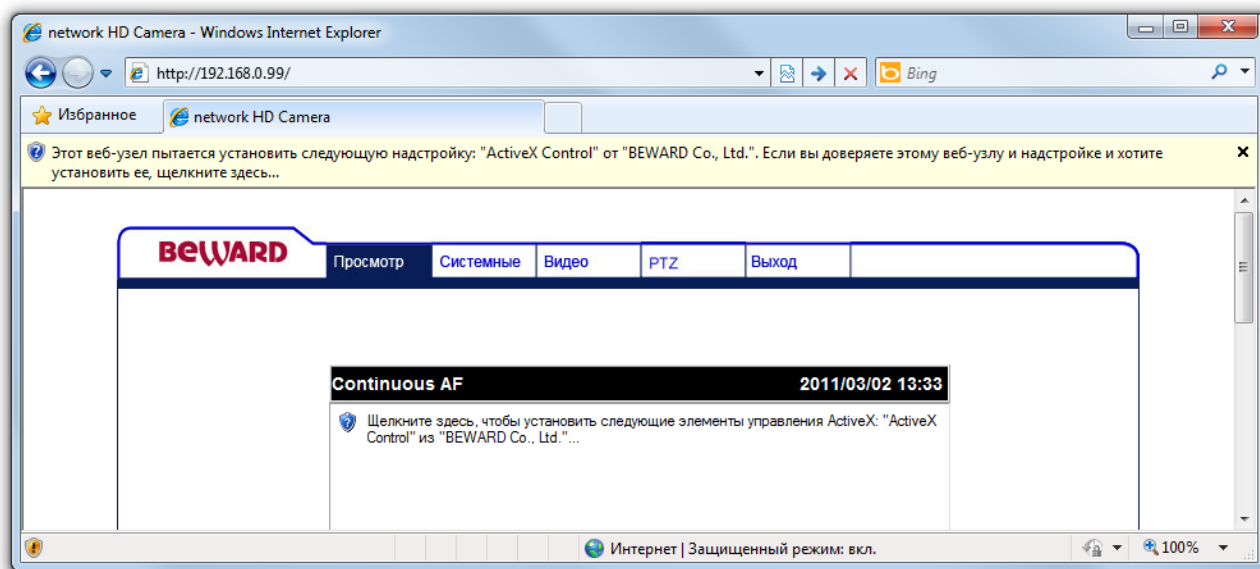 network HD Camera - Windows Internet Explorer
http://192.168.0.99/
Bing
Избранное
network HD Camera
Этот веб-узел пытается установить следующую надстройку: "ActiveX Control" от "BEWARD Co., Ltd.". Если вы доверяете этому веб-узлу и надстройке и хотите
установить ее, щелкните здесь...
BEWARD
Просмотр Системные Видео PTZ Выход
Continuous AF 2011/03/02 13:33
Щелкните здесь, чтобы установить следующие элементы управления ActiveX: "ActiveX
Control" из "BEWARD Co., Ltd."...
Интернет | Защищенный режим: вкл.
100%